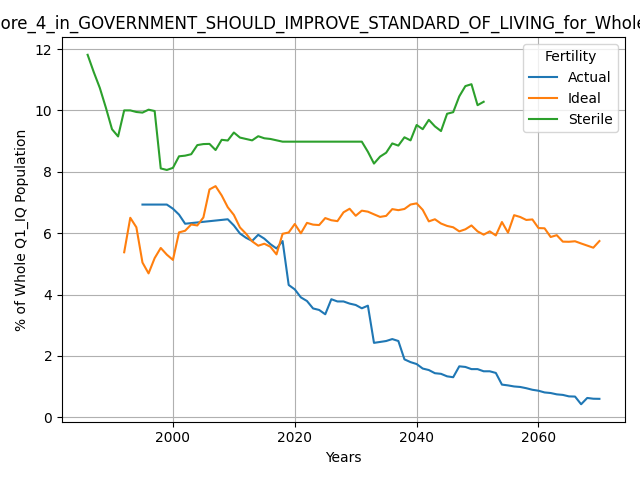 ore_4_in_GOVERNMENT_SHOULD_IMPROVE_STANDARD_OF_LIVING_for_Whole
12
10
8
6
4
2
0
% of Whole Q1_IQ Population
2000
2020
2040
2060
Years
Fertility
Actual
Ideal
Sterile